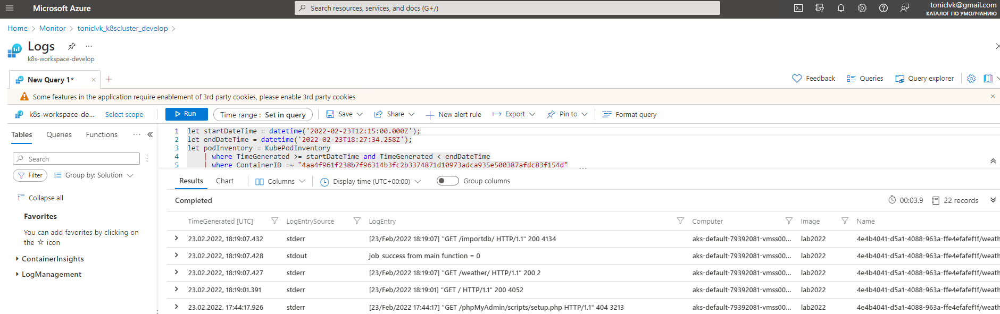 Microsoft Azure
Search resources, services, and docs (G+/)
toniclvk@gmail.com
КАТАЛОГ ПО УМОЛЧАНИЮ
Home > Monitor > toniclvk_k8scluster_develop >
Logs
k8s-workspace-develop
New Query 1*
Feedback
Queries
Query explorer
Some features in the application require enablement of 3rd party cookies, please enable 3rd party cookies
k8s-workspace-de...
Select scope
Run
Time range : Set in query
Save
Share
New alert rule
Export
Pin to
Format query
Tables
Queries
Functions
Search
Filter
Group by: Solution
Collapse all
Favorites
You can add favorites by clicking on
the ☆ icon
ContainerInsights
LogManagement
1 let startDateTime = datetime('2022-02-23T12:15:00.000Z');
2 let endDateTime = datetime('2022-02-23T18:27:34.258Z');
3 let podInventory = KubePodInventory
4 | where TimeGenerated >= startDateTime and TimeGenerated < endDateTime
5 | where ContainerID =~ "4aa4f961f238b7f96314b3fc2b3374871d10973adca935e500387afdc83f154d"
Results
Chart
Columns
Display time (UTC+00:00)
Group columns
Completed
00:03.9
22 records
TimeGenerated [UTC] LogEntrySource LogEntry Computer Image Name
23.02.2022, 18:19:07.432 stderr [23/Feb/2022 18:19:07] "GET /importdb/ HTTP/1.1" 200 4134 aks-default-79392081-vmss00... lab2022 4e4b4041-d5a1-4088-963a-ffe4efafef1f/weath
23.02.2022, 18:19:07.428 stdout job_success from main function = 0 aks-default-79392081-vmss00... lab2022 4e4b4041-d5a1-4088-963a-ffe4efafef1f/weath
23.02.2022, 18:19:07.427 stderr [23/Feb/2022 18:19:07] "GET /weather/ HTTP/1.1" 200 2 aks-default-79392081-vmss00... lab2022 4e4b4041-d5a1-4088-963a-ffe4efafef1f/weath
23.02.2022, 18:19:01.391 stderr [23/Feb/2022 18:19:01] "GET / HTTP/1.1" 200 4052 aks-default-79392081-vmss00... lab2022 4e4b4041-d5a1-4088-963a-ffe4efafef1f/weath
23.02.2022, 17:44:17.926 stderr [23/Feb/2022 17:44:17] "GET /phpMyAdmin/scripts/setup.php HTTP/1.1" 404 3213 aks-default-79392081-vmss00... lab2022 4e4b4041-d5a1-4088-963a-ffe4efafef1f/weath